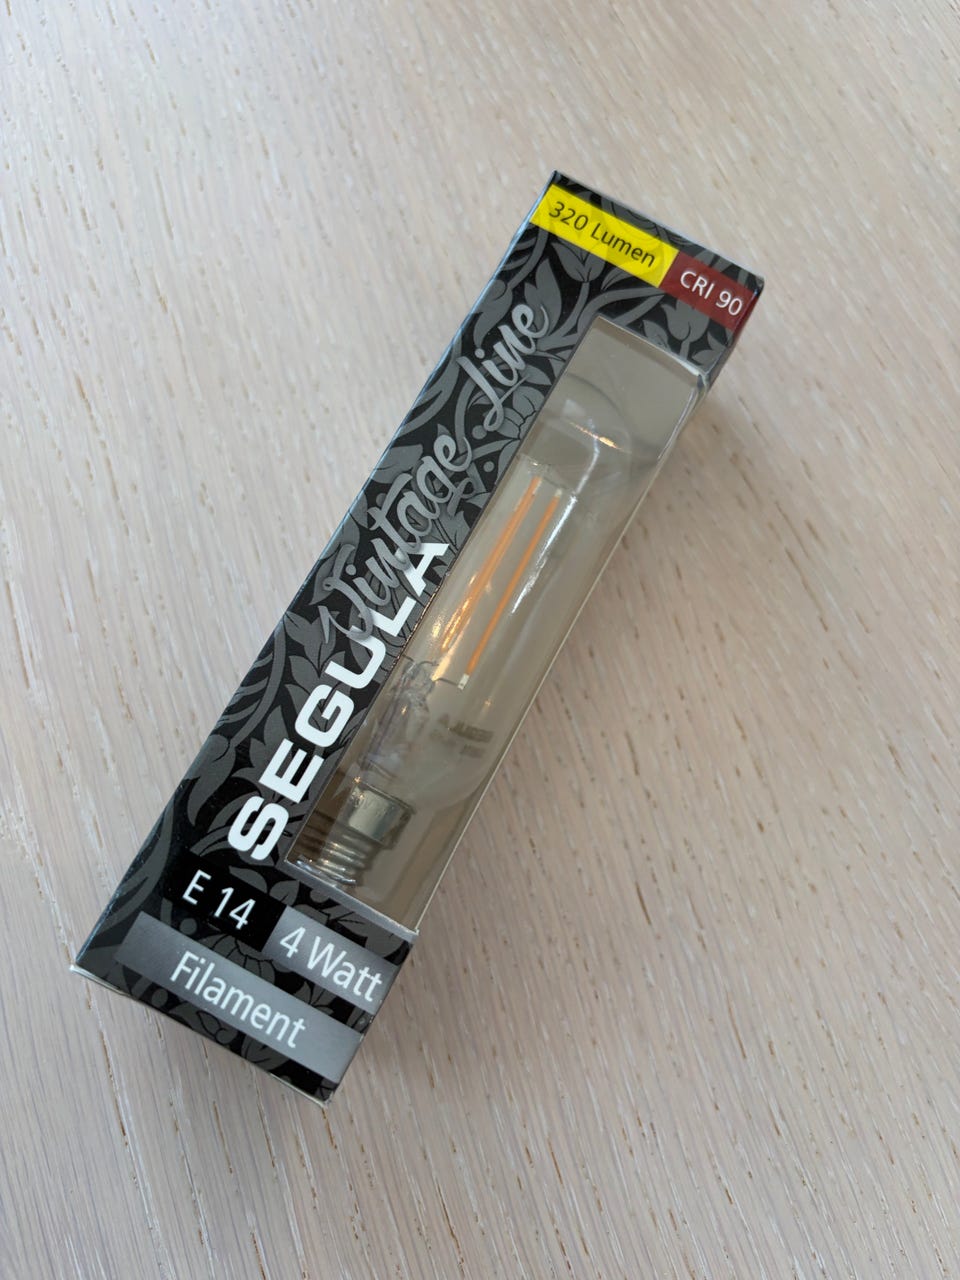 320 Lumen
CRI 90
Vintage Line
SEGULA
E 14
4 Watt
Filament